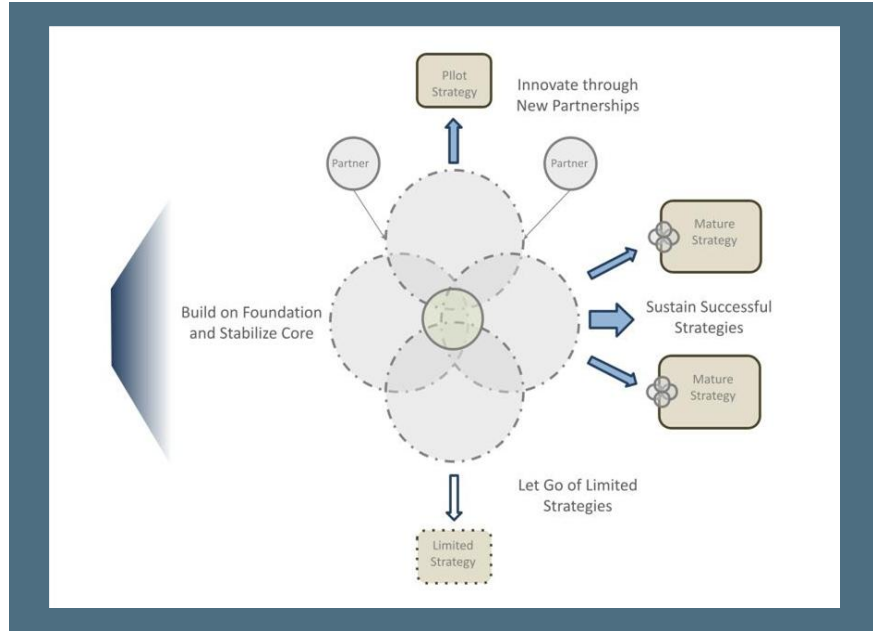 PIlot
Strategy
Innovate through
New Partnerships
Partner
Partner
Mature
Strategy
Build on Foundation
and Stabilize Core
Sustain Successful
Strategies
Mature
Strategy
Let Go of Limited
Strategies
Limited
Strategy